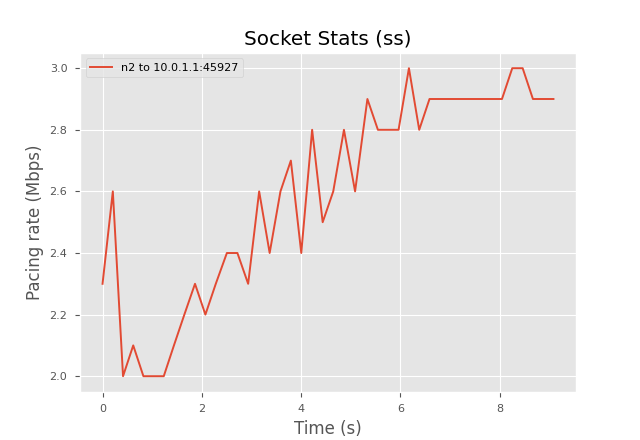 Socket Stats (ss)
n2 to 10.0.1.1:45927
Pacing rate (Mbps)
3.0
2.8
2.6
2.4
2.2
2.0
0 2 4 6 8
Time (s)